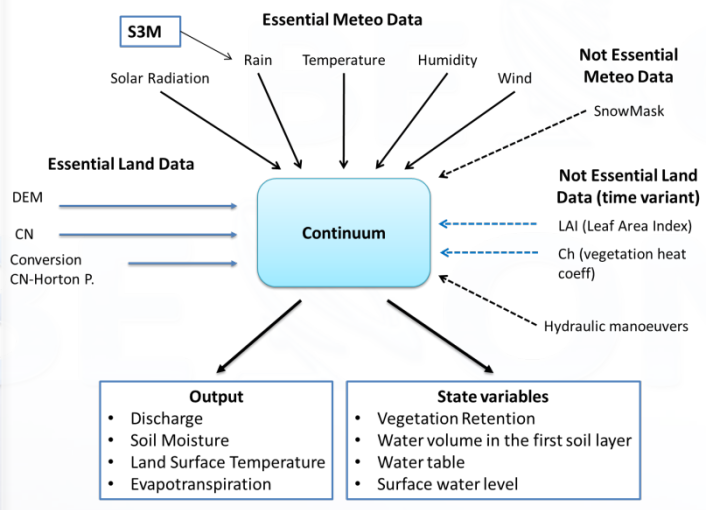 Essential Meteo Data
S3M
Rain
Temperature
Humidity
Solar Radiation
Wind
Not Essential
Meteo Data
SnowMask
Essential Land Data
DEM
CN
Conversion
CN-Horton P.
Continuum
Not Essential Land
Data (time variant)
LAI (Leaf Area Index)
Ch (vegetation heat
coeff)
Hydraulic manoeuvers
Output
• Discharge
• Soil Moisture
• Land Surface Temperature
• Evapotranspiration
State variables
• Vegetation Retention
• Water volume in the first soil layer
• Water table
• Surface water level